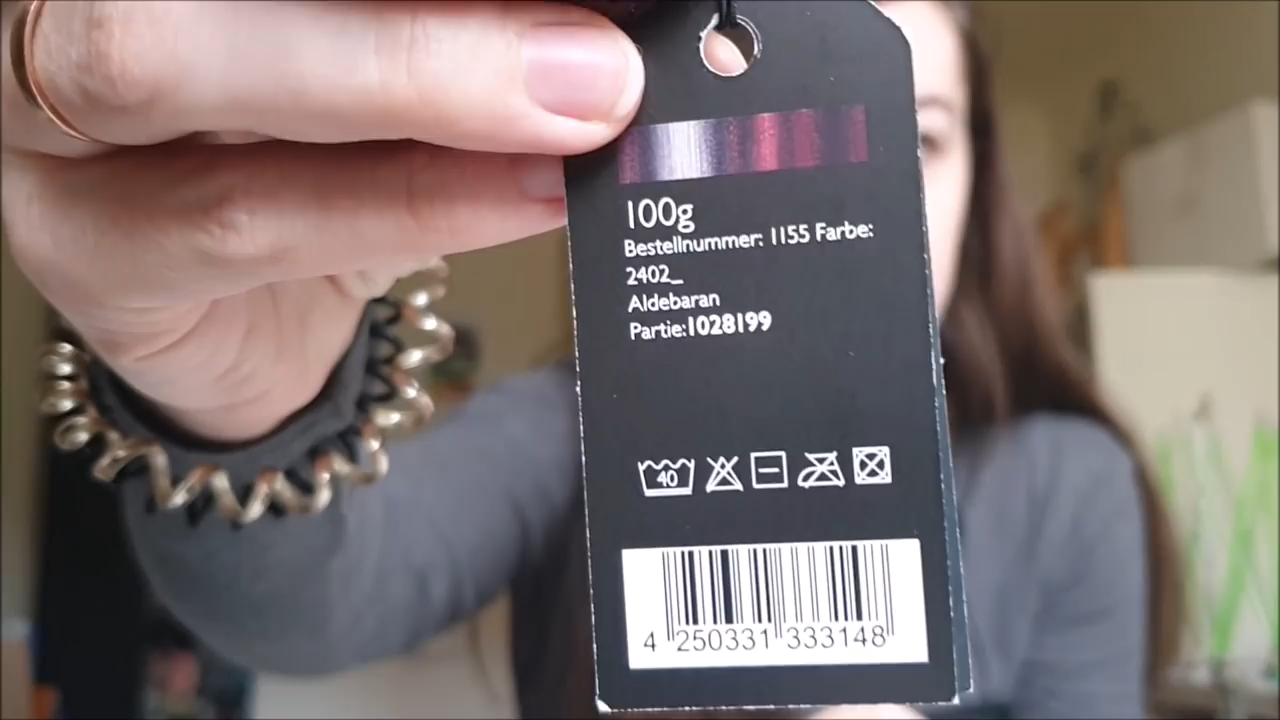 100g
Bestellnummer: 1155 Farbe:
2402_
Aldebaran
Partie:1028199
40
4 250331 333148